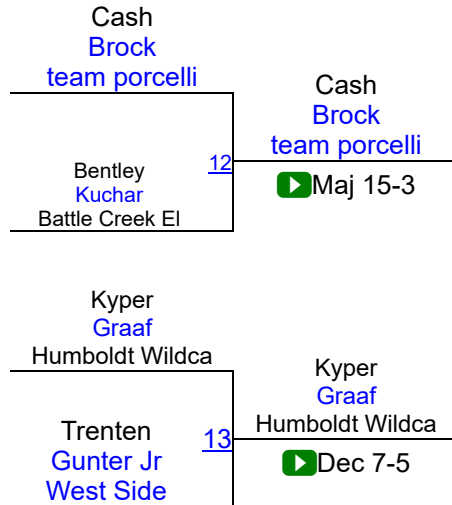 Cash
Brock
team porcelli
Bentley
Kuchar
Battle Creek El
12
Cash
Brock
team porcelli
Maj 15-3
Kyper
Graaf
Humboldt Wildca
Trenten
Gunter Jr
West Side
13
Kyper
Graaf
Humboldt Wildca
Dec 7-5